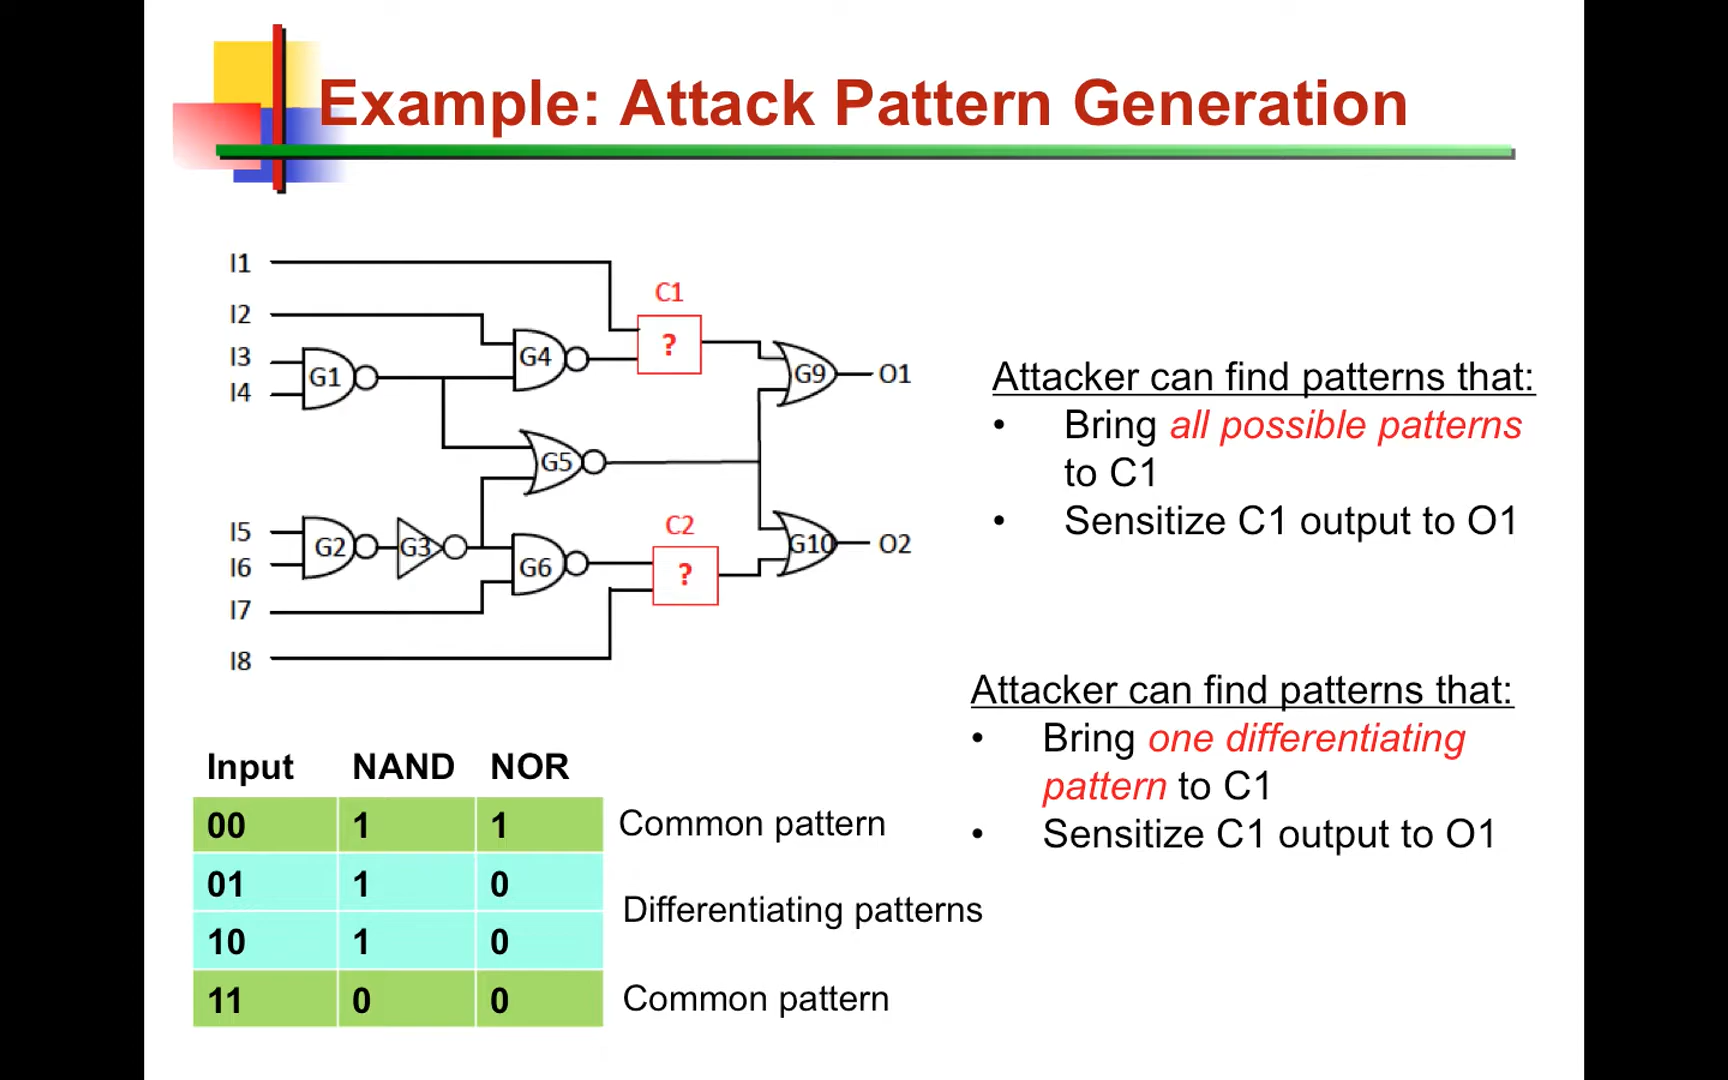 Example: Attack Pattern Generation
I1
I2
I3
I4
G1
G4
C1
?
G9
O1
G5
I5
I6
I7
I8
G2
G3
G6
C2
?
G10
O2
Attacker can find patterns that:
• Bring all possible patterns
to C1
• Sensitize C1 output to O1
Attacker can find patterns that:
• Bring one differentiating
pattern to C1
• Sensitize C1 output to O1
Input NAND NOR
00 1 1 Common pattern
01 1 0
Differentiating patterns
10 1 0
11 0 0 Common pattern